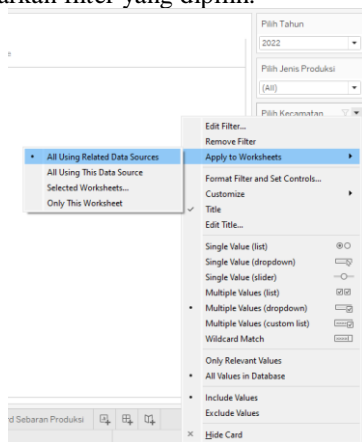 arkan filter yang dipilih.
Pilih Tahun
2022
Pilih Jenis Produksi
(All)
Pilih Kecamatan
Edit Filter...
Remove Filter
Apply to Worksheets
All Using Related Data Sources
All Using This Data Source
Selected Worksheets...
Only This Worksheet
Format Filter and Set Controls...
Customize
Title
Edit Title...
Single Value (list)
Single Value (dropdown)
Single Value (slider)
Multiple Values (list)
Multiple Values (dropdown)
Multiple Values (custom list)
Wildcard Match
Only Relevant Values
All Values in Database
Include Values
Exclude Values
Hide Card
d Sebaran Produksi